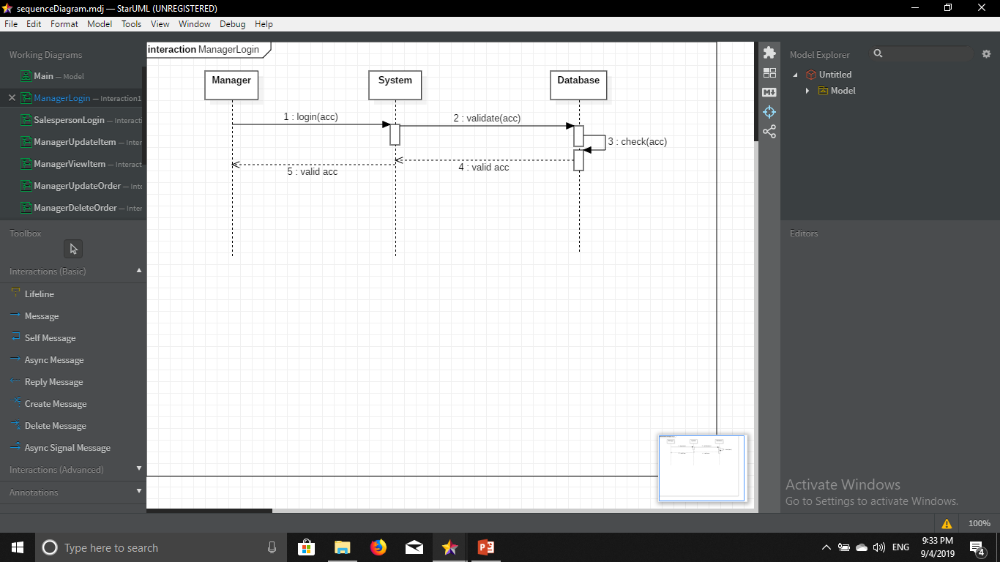 sequenceDiagram.mdj — StarUML (UNREGISTERED)
File Edit Format Model Tools View Window Debug Help
Working Diagrams
Main — Model
ManagerLogin — Interaction1
SalespersonLogin — Interacti
ManagerUpdateItem — Inter
ManagerViewItem — Interact
ManagerUpdateOrder — Inte
ManagerDeleteOrder — Inter
Toolbox
Interactions (Basic)
Lifeline
Message
Self Message
Async Message
Reply Message
Create Message
Delete Message
Async Signal Message
Interactions (Advanced)
Annotations
interaction ManagerLogin
Manager
System
Database
1 : login(acc)
2 : validate(acc)
3 : check(acc)
4 : valid acc
5 : valid acc
Model Explorer
Untitled
Model
Editors
Activate Windows
Go to Settings to activate Windows.
100%
Type here to search
ENG
9:33 PM
9/4/2019
4